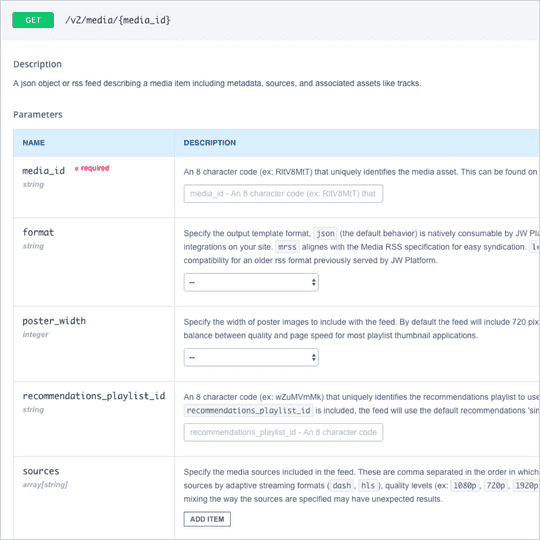 GET /v2/media/{media_id}
Description
A json object or rss feed describing a media item including metadata, sources, and associated assets like tracks.
Parameters
NAME DESCRIPTION
media_id required
string
An 8 character code (ex: RltV8MtT) that uniquely identifies the media asset. This can be found on
media_id - An 8 character code (ex: RltV8MtT) that
format
string
Specify the output template format, json (the default behavior) is natively consumable by JW Pla
integrations on your site. mrss aligns with the Media RSS specification for easy syndication. le
compatibility for an older rss format previously served by JW Platform.
--
poster_width
integer
Specify the width of poster images to include with the feed. By default the feed will include 720 pix
balance between quality and page speed for most playlist thumbnail applications.
--
recommendations_playlist_id
string
An 8 character code (ex: wZuMVmMk) that uniquely identifies the recommendations playlist to use
recommendations_playlist_id is included, the feed will use the default recommendations 'sim
recommendations_playlist_id - An 8 character code
sources
array[string]
Specify the media sources included in the feed. These are comma separated in the order in which
sources by adaptive streaming formats ( dash, hls ), quality levels (ex: 1080p, 720p, 1920p
mixing the way the sources are specified may have unexpected results.
ADD ITEM